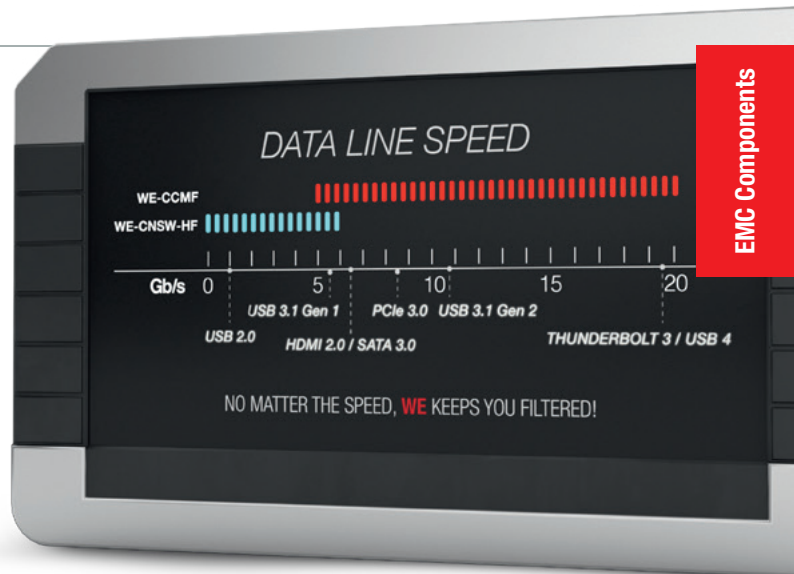 EMC Components
DATA LINE SPEED
WE-CCMF
WE-CNSW-HF
Gb/s 0 5 10 15 20
USB 3.1 Gen 1 PCIe 3.0 USB 3.1 Gen 2
USB 2.0 HDMI 2.0 / SATA 3.0 THUNDERBOLT 3 / USB 4
NO MATTER THE SPEED, WE KEEPS YOU FILTERED!